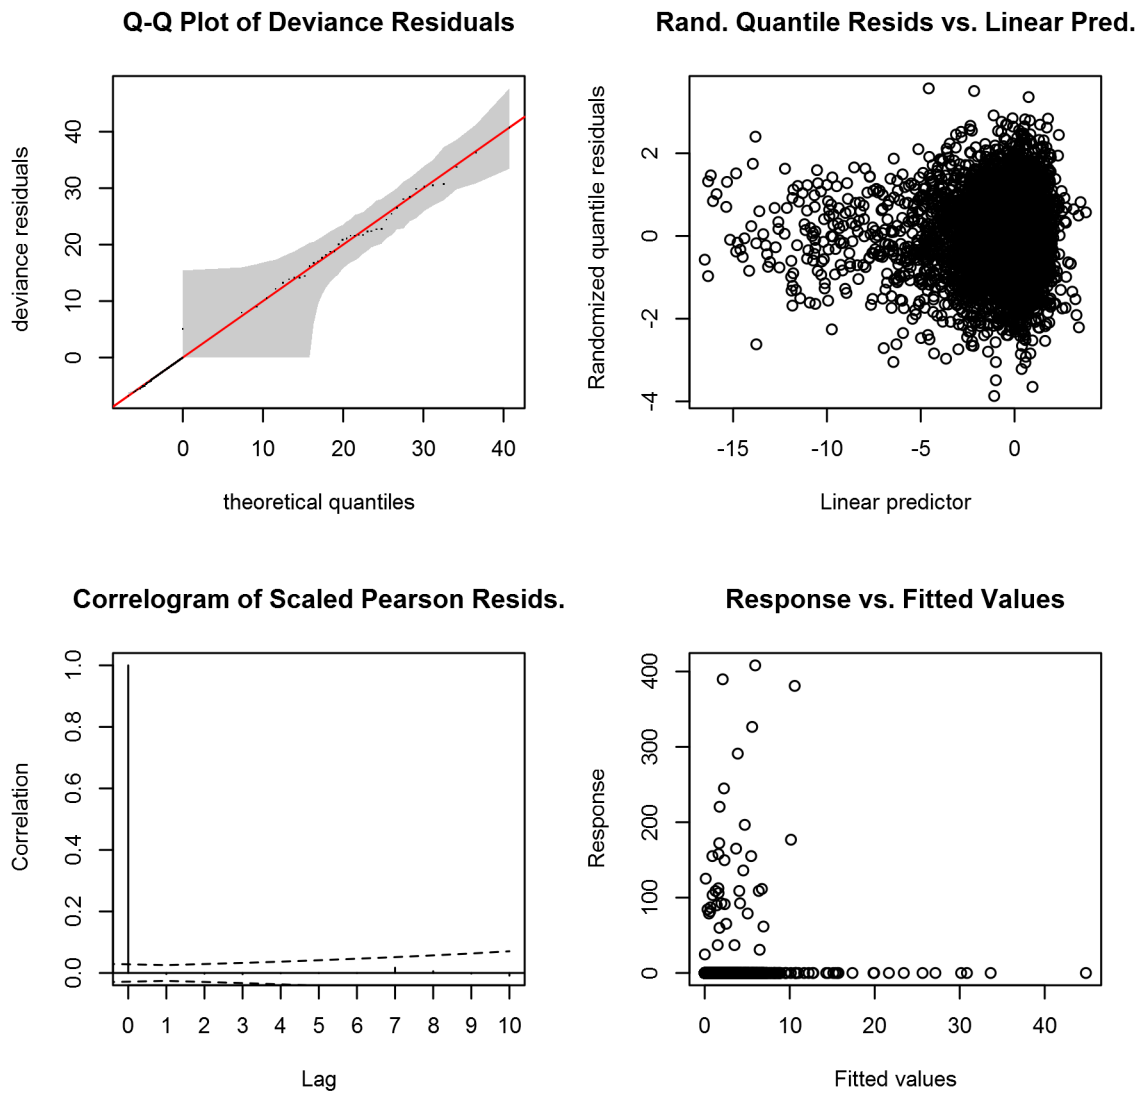 Q-Q Plot of Deviance Residuals
deviance residuals
40
30
20
10
0
0 10 20 30 40
theoretical quantiles
Rand. Quantile Resids vs. Linear Pred.
Randomized quantile residuals
2
0
-2
-4
-15 -10 -5 0
Linear predictor
Correlogram of Scaled Pearson Resids.
Correlation
1.0
0.8
0.6
0.4
0.2
0.0
0 1 2 3 4 5 6 7 8 9 10
Lag
Response vs. Fitted Values
Response
400
300
200
100
0
0 10 20 30 40
Fitted values